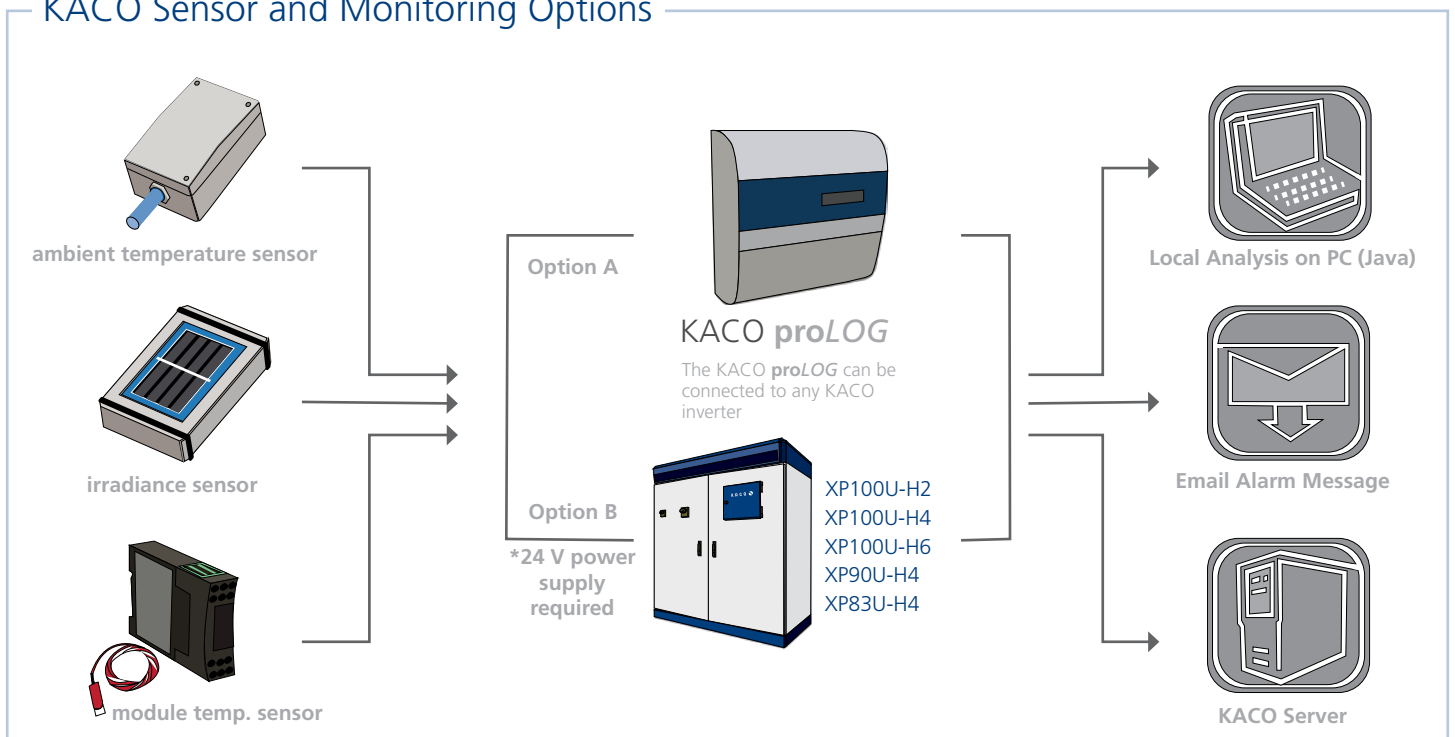 KACO Sensor and Monitoring Options
ambient temperature sensor
irradiance sensor
module temp. sensor
Option A
KACO proLOG
The KACO proLOG can be
connected to any KACO
inverter
Option B
*24 V power
supply
required
KACO
XP100U-H2
XP100U-H4
XP100U-H6
XP90U-H4
XP83U-H4
Local Analysis on PC (Java)
Email Alarm Message
KACO Server